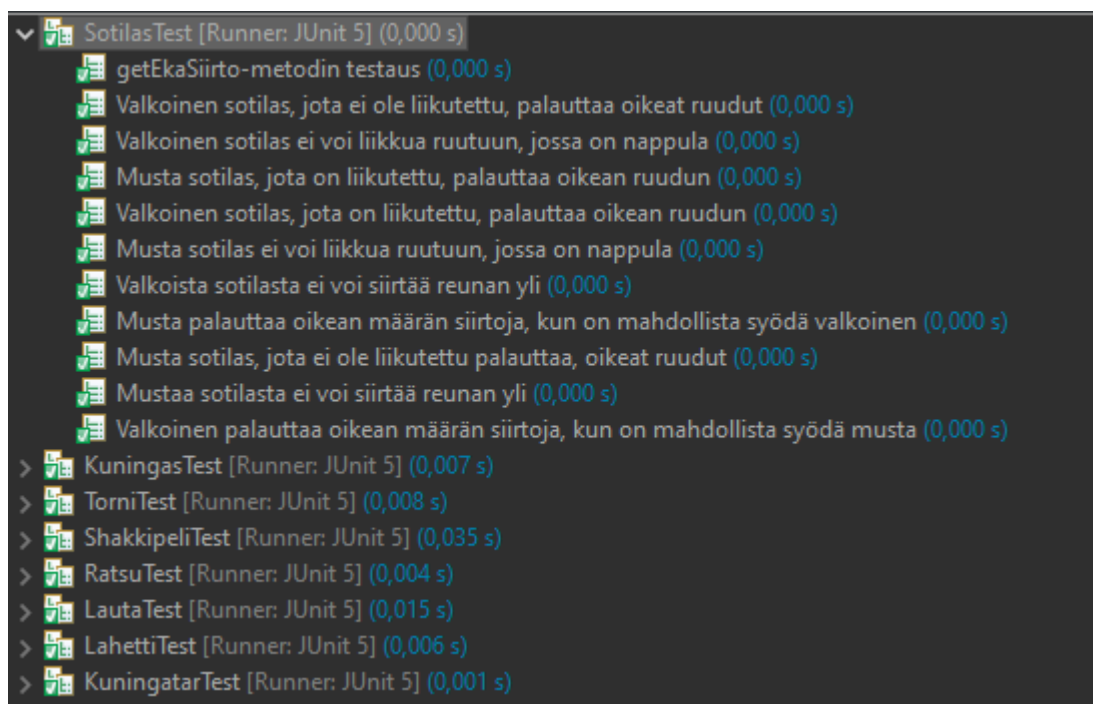 SotilasTest [Runner: JUnit 5] (0,000 s)
getEkaSiirto-metodin testaus (0,000 s)
Valkoinen sotilas, jota ei ole liikutettu, palauttaa oikeat ruudut (0,000 s)
Valkoinen sotilas ei voi liikkua ruutuun, jossa on nappula (0,000 s)
Musta sotilas, jota on liikutettu, palauttaa oikean ruudun (0,000 s)
Valkoinen sotilas, jota on liikutettu, palauttaa oikean ruudun (0,000 s)
Musta sotilas ei voi liikkua ruutuun, jossa on nappula (0,000 s)
Valkoista sotilasta ei voi siirtää reunan yli (0,000 s)
Musta palauttaa oikean määrän siirtoja, kun on mahdollista syödä valkoinen (0,000 s)
Musta sotilas, jota ei ole liikutettu palauttaa, oikeat ruudut (0,000 s)
Mustaa sotilasta ei voi siirtää reunan yli (0,000 s)
Valkoinen palauttaa oikean määrän siirtoja, kun on mahdollista syödä musta (0,000 s)
KuningasTest [Runner: JUnit 5] (0,007 s)
TorniTest [Runner: JUnit 5] (0,008 s)
ShakkipeliTest [Runner: JUnit 5] (0,035 s)
RatsuTest [Runner: JUnit 5] (0,004 s)
LautaTest [Runner: JUnit 5] (0,015 s)
LahettiTest [Runner: JUnit 5] (0,006 s)
KuningatarTest [Runner: JUnit 5] (0,001 s)